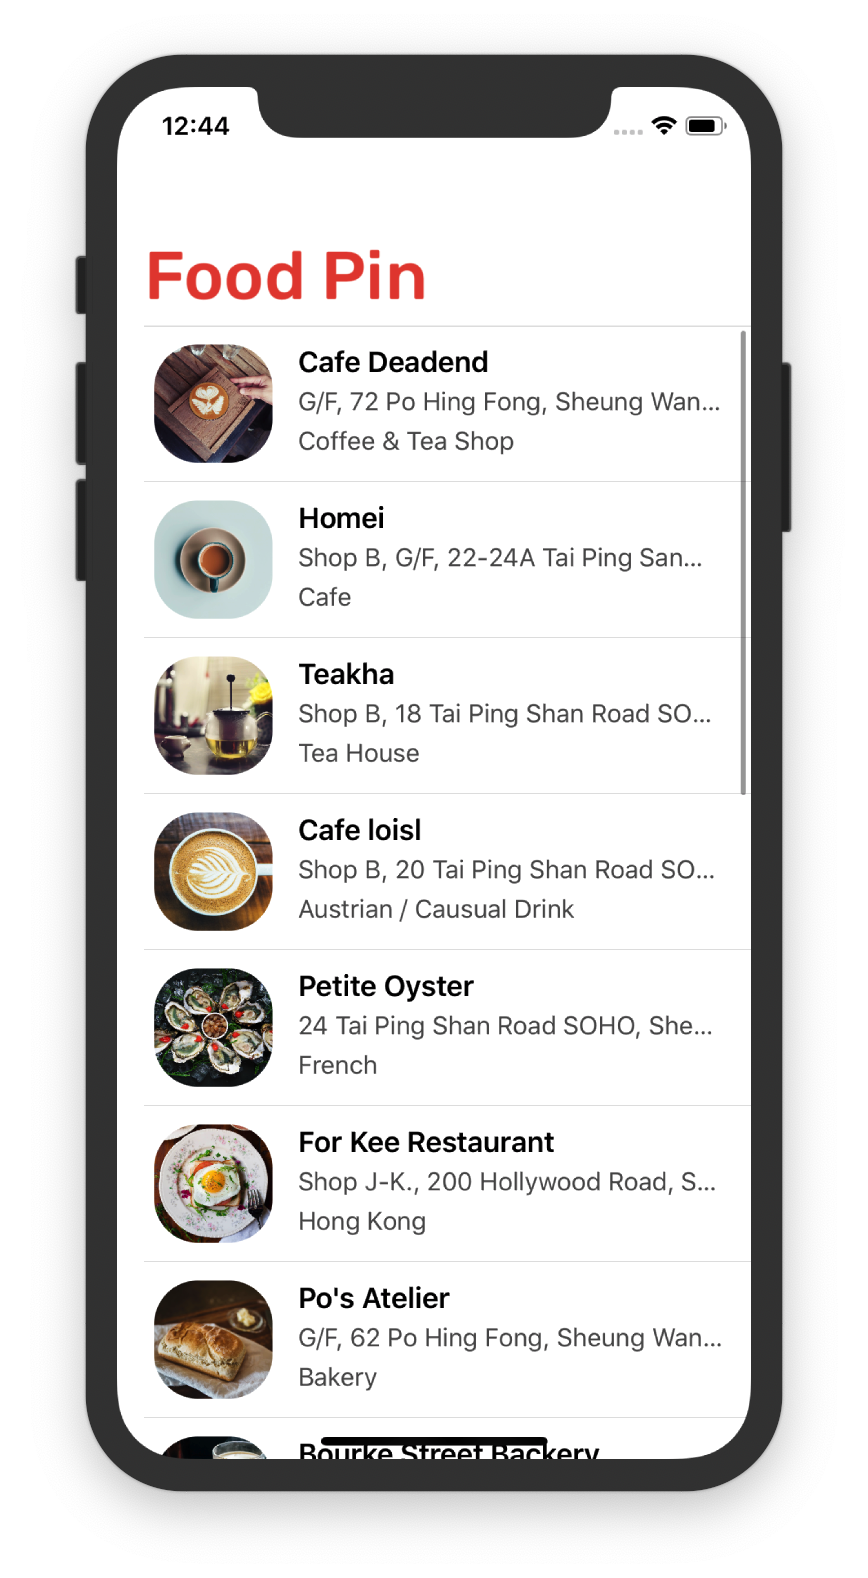 12:44
Food Pin
Cafe Deadend
G/F, 72 Po Hing Fong, Sheung Wan...
Coffee & Tea Shop
Homei
Shop B, G/F, 22-24A Tai Ping San...
Cafe
Teakha
Shop B, 18 Tai Ping Shan Road SO...
Tea House
Cafe loisl
Shop B, 20 Tai Ping Shan Road SO...
Austrian / Causual Drink
Petite Oyster
24 Tai Ping Shan Road SOHO, She...
French
For Kee Restaurant
Shop J-K., 200 Hollywood Road, S...
Hong Kong
Po's Atelier
G/F, 62 Po Hing Fong, Sheung Wan...
Bakery
Bourke Street Backery